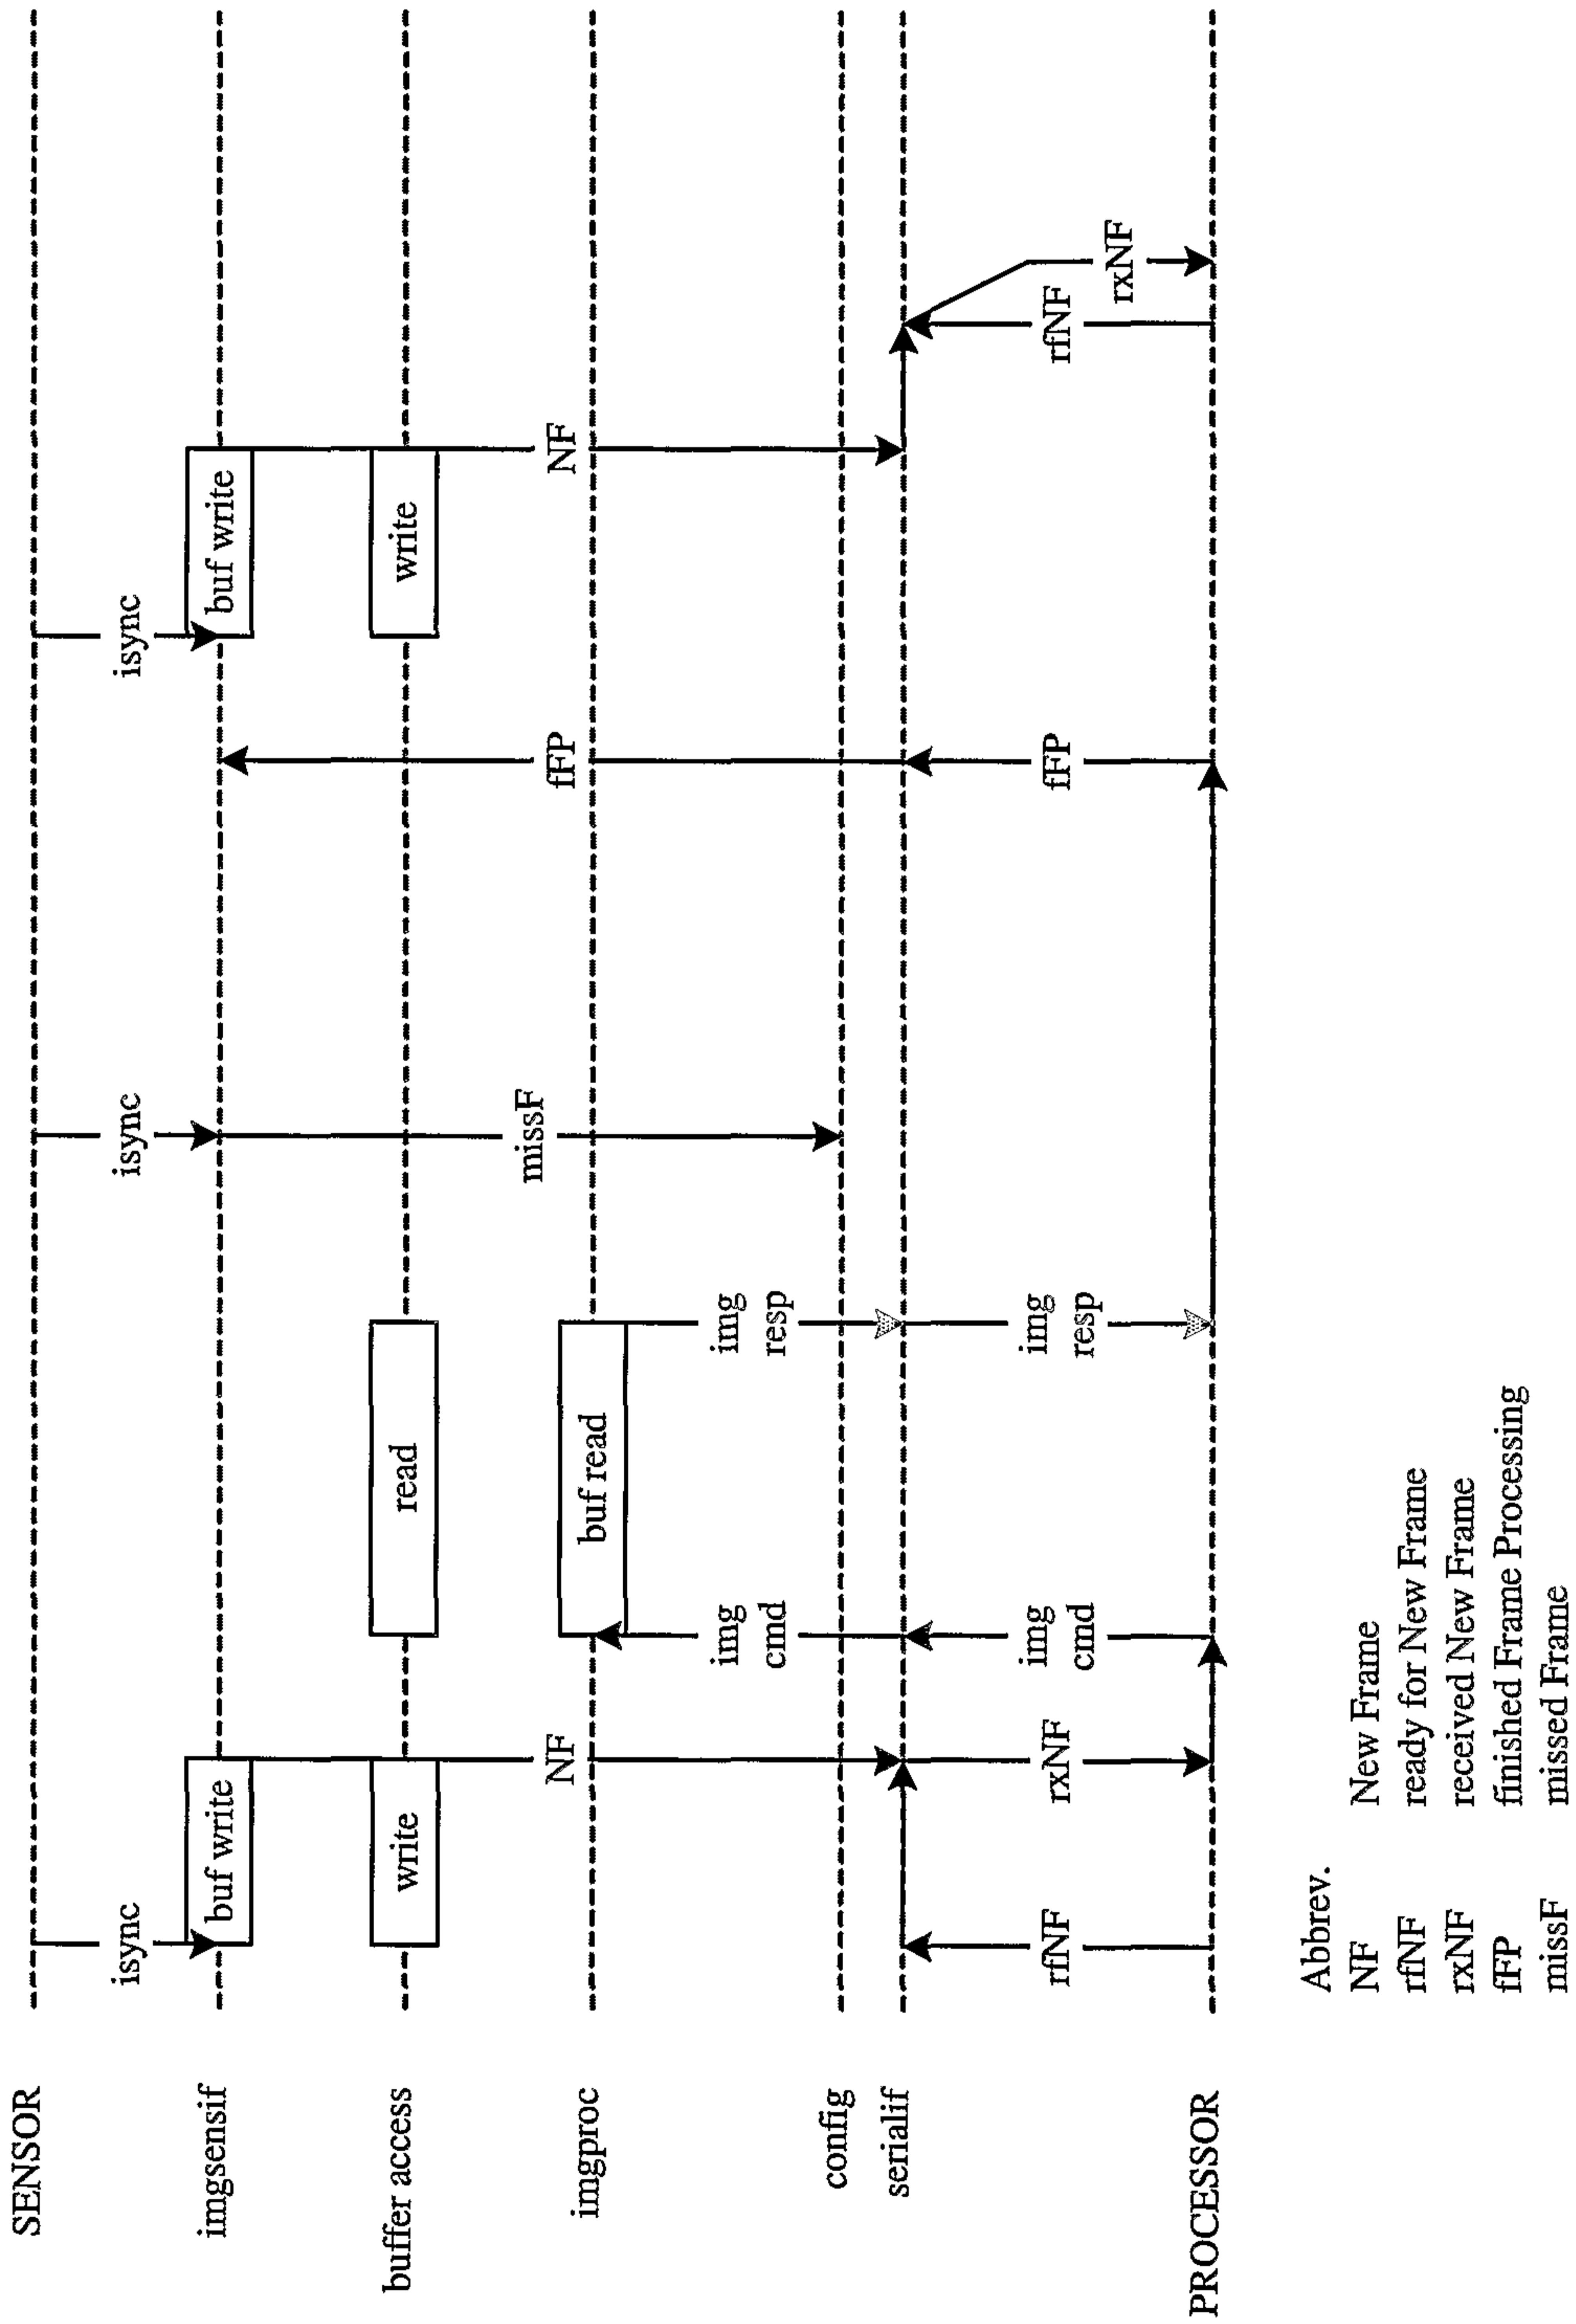 SENSOR
isync
isync
isync
imgsensif
buf write
buf write
buffer access
write
read
write
NF
missF
fFP
NF
imgproc
buf read
img
cmd
img
resp
config
serialif
rfNF
rxNF
img
cmd
img
resp
fFP
rfNF
rxNF
PROCESSOR
Abbrev.
NF New Frame
rfNF ready for New Frame
rxNF received New Frame
fFP finished Frame Processing
missF missed Frame